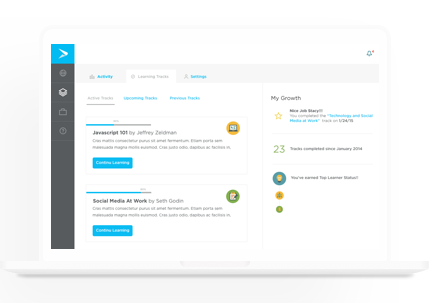 Activity
Learning Tracks
Settings
Active Tracks
Upcoming Tracks
Previous Tracks
Javascript 101 by Jeffrey Zeldman
Cras mattis consectetur purus sit amet fermentum. Etiam porta sem
malesuada magna mollis euismod. Cras justo odio, dapibus ac facilisis in.
Continue Learning
Social Media At Work by Seth Godin
Cras mattis consectetur purus sit amet fermentum. Etiam porta sem
malesuada magna mollis euismod. Cras justo odio, dapibus ac facilisis in.
Continue Learning
My Growth
Nice Job Stacy!!!
You completed the "Technology and Social
Media at Work" track on 1/24/15
23 Tracks completed since January 2014
You've earned Top Learner Status!!